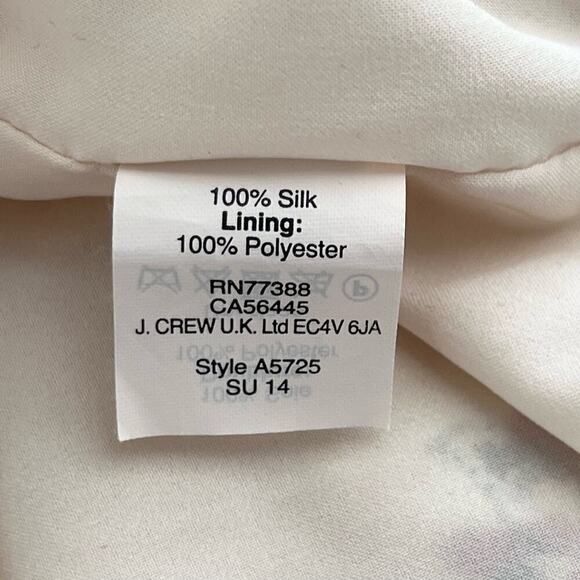 100% Silk
Lining:
100% Polyester
RN77388
CA56445
J. CREW U.K. Ltd EC4V 6JA
Style A5725
SU 14